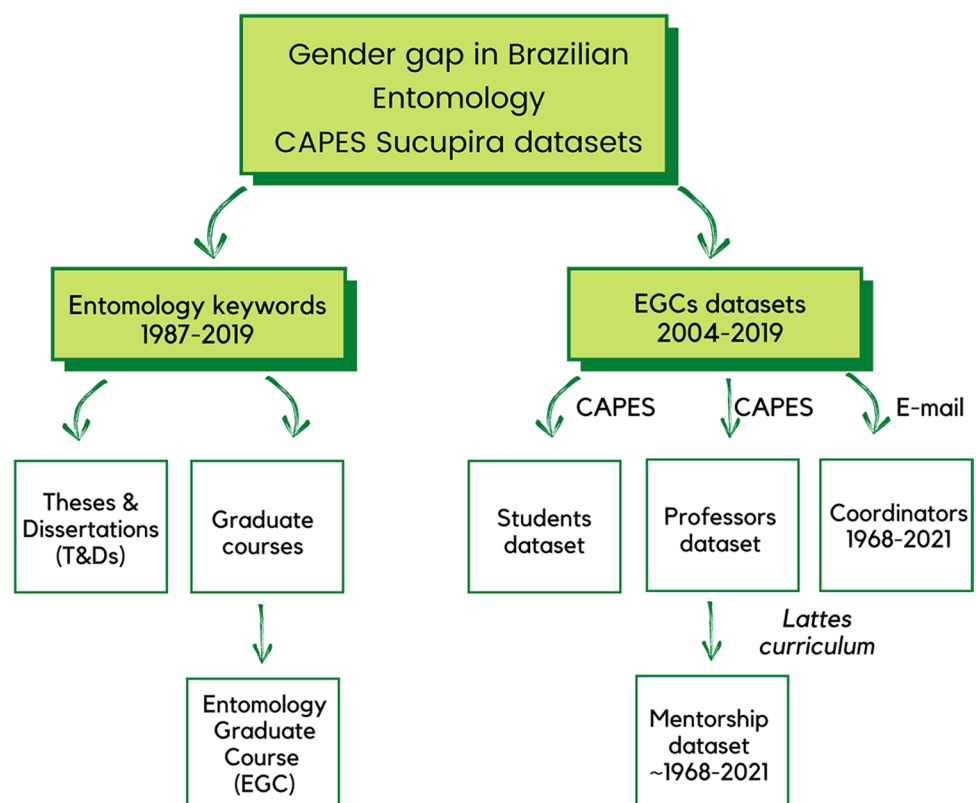 Gender gap in Brazilian
Entomology
CAPES Sucupira datasets
Entomology keywords
1987-2019
EGCs datasets
2004-2019
CAPES
CAPES
E-mail
Theses &
Dissertations
(T&Ds)
Graduate
courses
Students
dataset
Professors
dataset
Coordinators
1968-2021
Lattes
curriculum
Entomology
Graduate
Course
(EGC)
Mentorship
dataset
~1968-2021